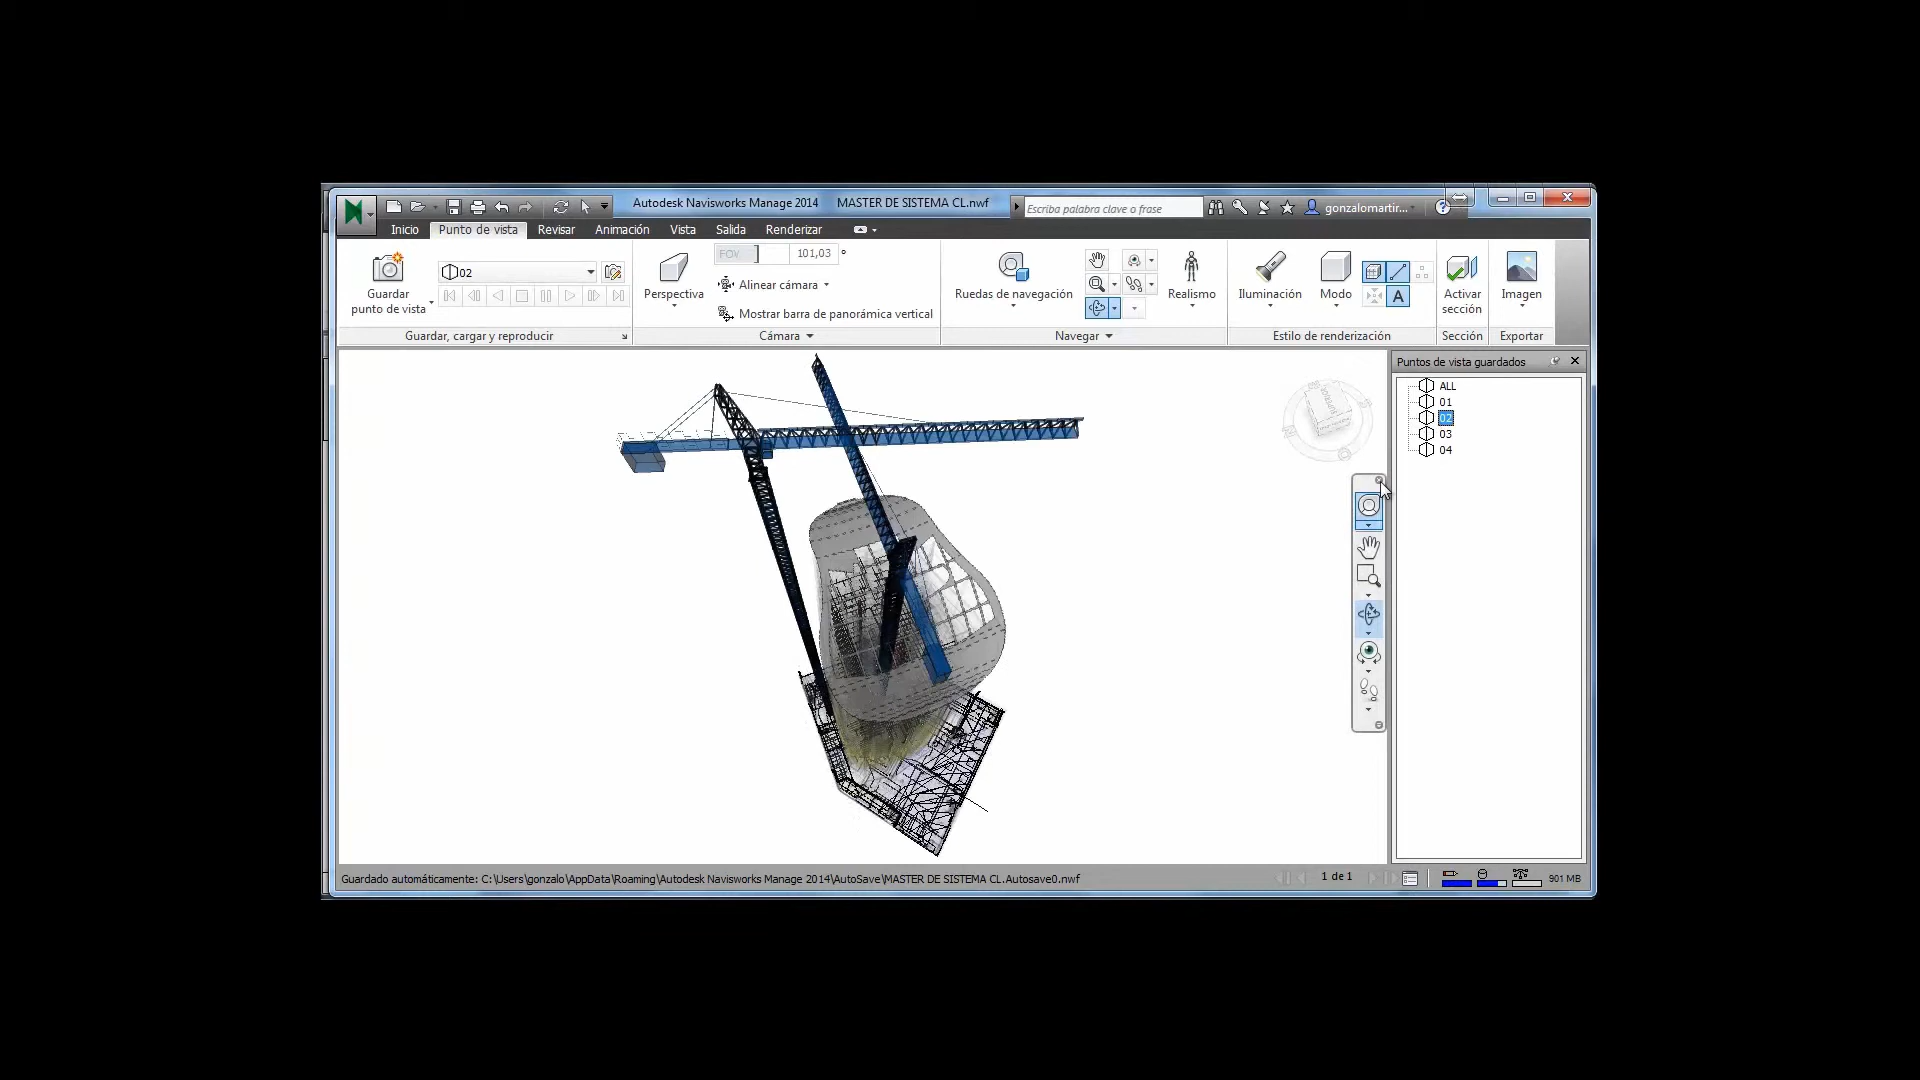 Autodesk Navisworks Manage 2014 MASTER DE SISTEMA CL.nwf
Escriba palabra clave o frase
gonzalomartir...
Inicio Punto de vista Revisar Animación Vista Salida Renderizar
02
Guardar
punto de vista
Guardar, cargar y reproducir
Perspectiva
FOV 101,03 °
Alinear cámara
Mostrar barra de panorámica vertical
Cámara
Ruedas de navegación
Realismo
Navegar
Iluminación
Modo
A
Estilo de renderización
Activar
sección
Sección
Imagen
Exportar
Puntos de vista guardados
ALL
01
02
03
04
Guardado automáticamente: C:\Users\gonzalo\AppData\Roaming\Autodesk Navisworks Manage 2014\AutoSave\MASTER DE SISTEMA CL.Autosave0.nwf
1 de 1
901 MB